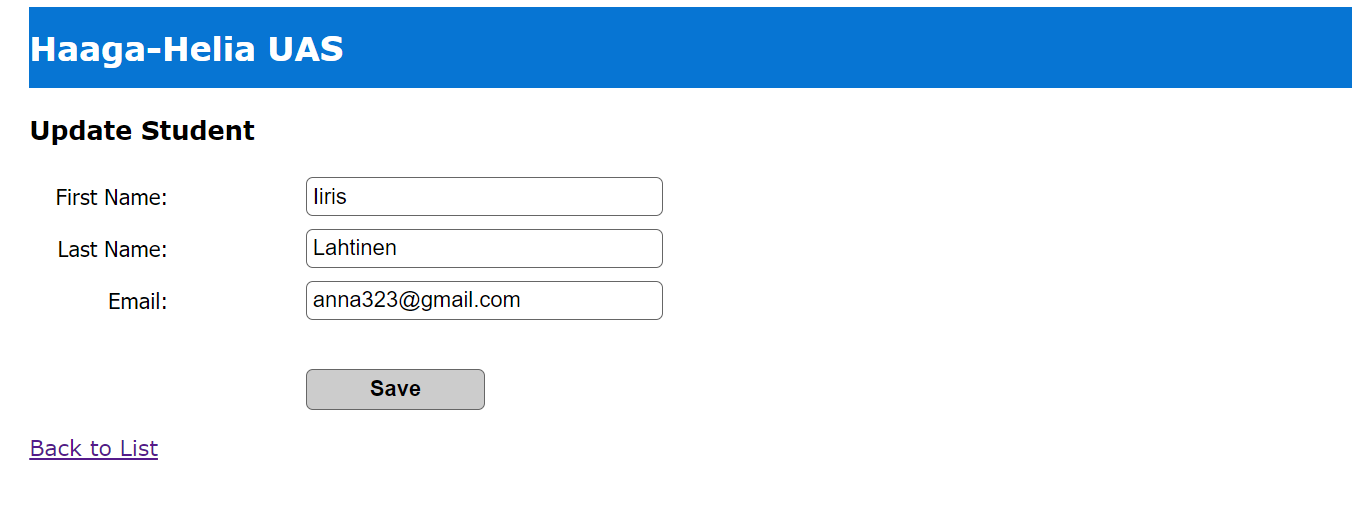 Haaga-Helia UAS
Update Student
First Name: Iiris
Last Name: Lahtinen
Email: anna323@gmail.com
Save
Back to List